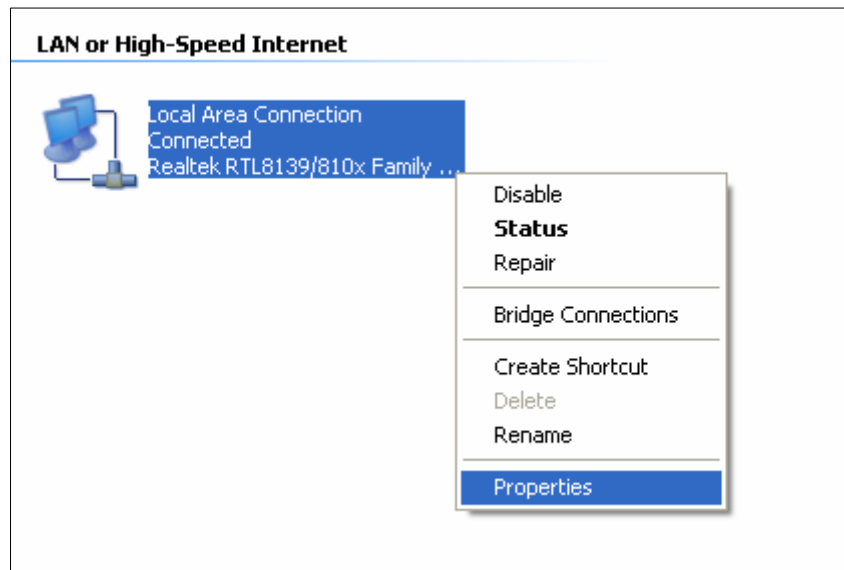 LAN or High-Speed Internet
Local Area Connection
Connected
Realtek RTL8139/810x Family ...
Disable
Status
Repair
Bridge Connections
Create Shortcut
Delete
Rename
Properties